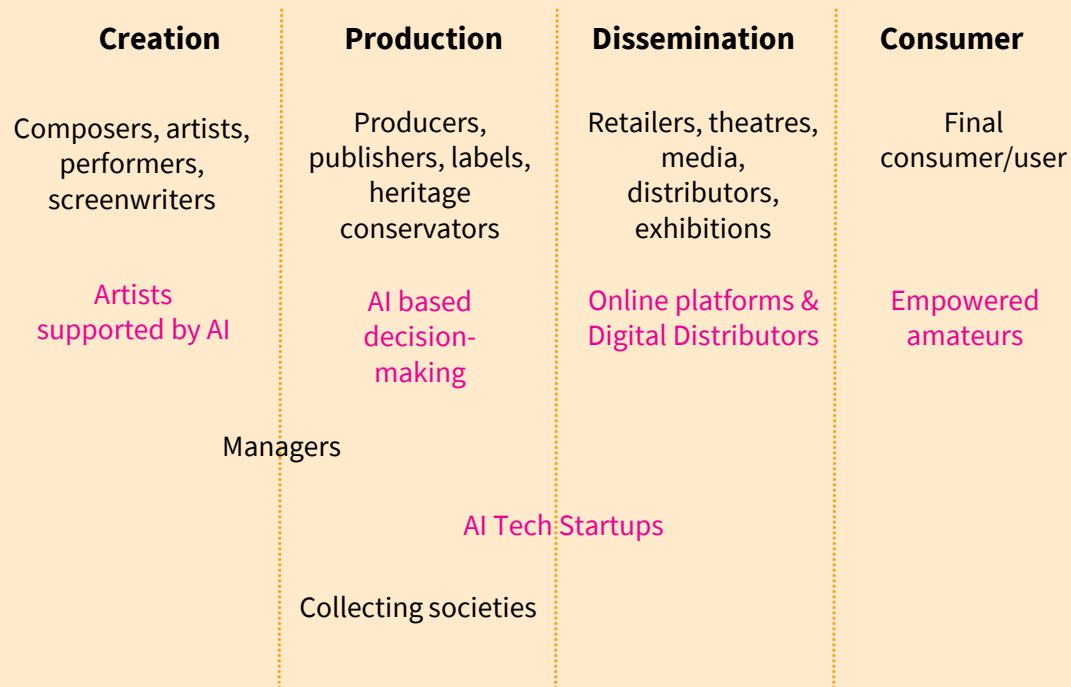 Creation
Production
Dissemination
Consumer
Composers, artists,
performers,
screenwriters
Producers,
publishers, labels,
heritage
conservators
Retailers, theatres,
media,
distributors,
exhibitions
Final
consumer/user
Artists
supported by AI
AI based
decision-
making
Online platforms &
Digital Distributors
Empowered
amateurs
Managers
AI Tech Startups
Collecting societies